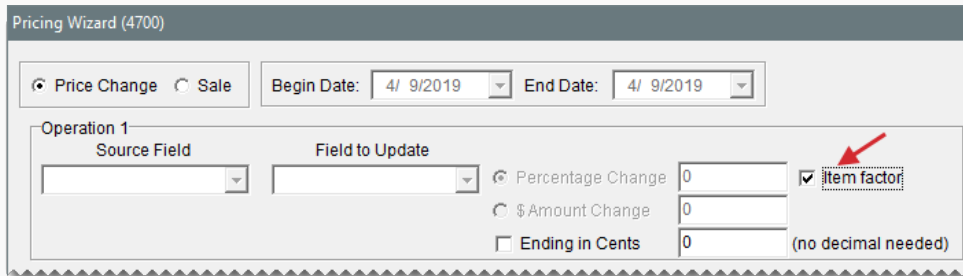 Pricing Wizard (4700)
Price Change Sale Begin Date: 4/ 9/2019 End Date: 4/ 9/2019
Operation 1
Source Field Field to Update
Percentage Change 0 Item factor
$ Amount Change 0
Ending in Cents 0 (no decimal needed)